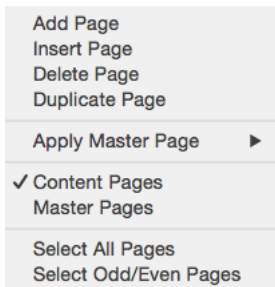 Add Page
Insert Page
Delete Page
Duplicate Page
Apply Master Page
Content Pages
Master Pages
Select All Pages
Select Odd/Even Pages